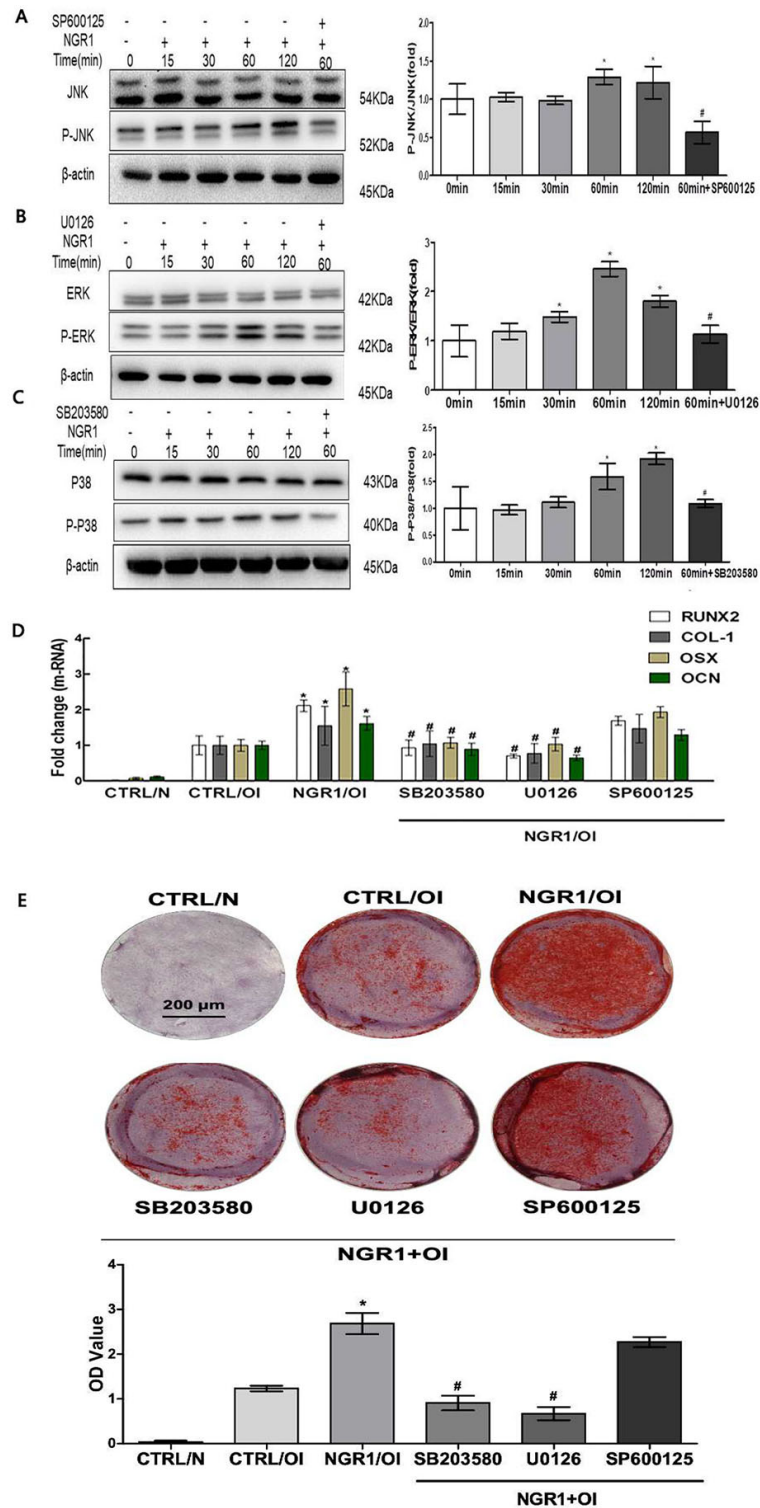 A
SP600125 - - - - - +
NGR1 - + + + + +
Time(min) 0 15 30 60 120 60
JNK 54KDa
P-JNK 52KDa
β-actin 45KDa
P-JNK/JNK(fold)
2.0
1.5
1.0
0.5
0.0
* * #
0min 15min 30min 60min 120min 60min+SP600125
B
U0126 - - - - - +
NGR1 - + + + + +
Time(min) 0 15 30 60 120 60
ERK 42KDa
P-ERK 42KDa
β-actin 45KDa
P-ERK/ERK(fold)
3
2
1
0
* * * #
0min 15min 30min 60min 120min 60min+U0126
C
SB203580 - - - - - +
NGR1 - + + + + +
Time(min) 0 15 30 60 120 60
P38 43KDa
P-P38 40KDa
β-actin 45KDa
P-P38/P38(fold)
2.5
2.0
1.5
1.0
0.5
0.0
* * #
0min 15min 30min 60min 120min 60min+SB203580
D
Fold change (m-RNA)
4
3
2
1
0
RUNX2
COL-1
OSX
OCN
* * *
# # # # # # # #
CTRL/N CTRL/OI NGR1/OI SB203580 U0126 SP600125
NGR1/OI
E
CTRL/N CTRL/OI NGR1/OI
200 μm
SB203580 U0126 SP600125
NGR1+OI
OD Value
4
3
2
1
0
* # #
CTRL/N CTRL/OI NGR1/OI SB203580 U0126 SP600125
NGR1+OI